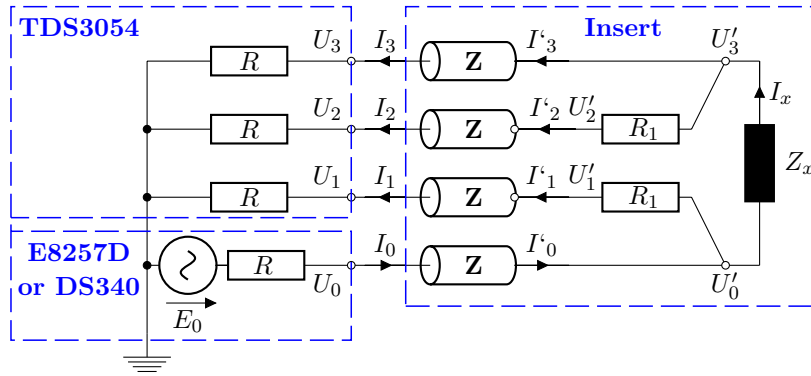 TDS3054
Insert
R U₃ I₃ Z I‘₃ U′₃
R U₂ I₂ Z I‘₂ U′₂ R₁
Iₓ
Zₓ
R U₁ I₁ Z I‘₁ U′₁ R₁
E8257D
or DS340
R U₀ I₀ Z I‘₀ U′₀
E₀